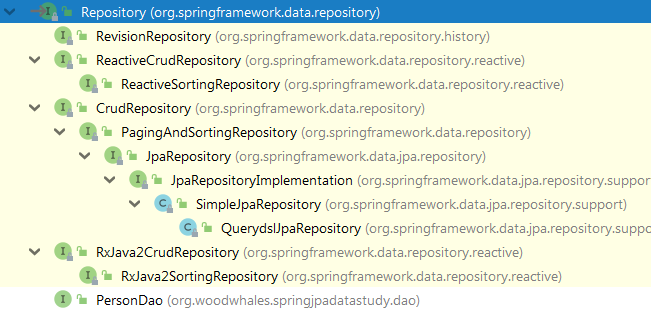 Repository (org.springframework.data.repository)
RevisionRepository (org.springframework.data.repository.history)
ReactiveCrudRepository (org.springframework.data.repository.reactive)
ReactiveSortingRepository (org.springframework.data.repository.reactive)
CrudRepository (org.springframework.data.repository)
PagingAndSortingRepository (org.springframework.data.repository)
JpaRepository (org.springframework.data.jpa.repository)
JpaRepositoryImplementation (org.springframework.data.jpa.repository.support
SimpleJpaRepository (org.springframework.data.jpa.repository.support)
QuerydslJpaRepository (org.springframework.data.jpa.repository.suppo
RxJava2CrudRepository (org.springframework.data.repository.reactive)
RxJava2SortingRepository (org.springframework.data.repository.reactive)
PersonDao (org.woodwhales.springjpadatastudy.dao)